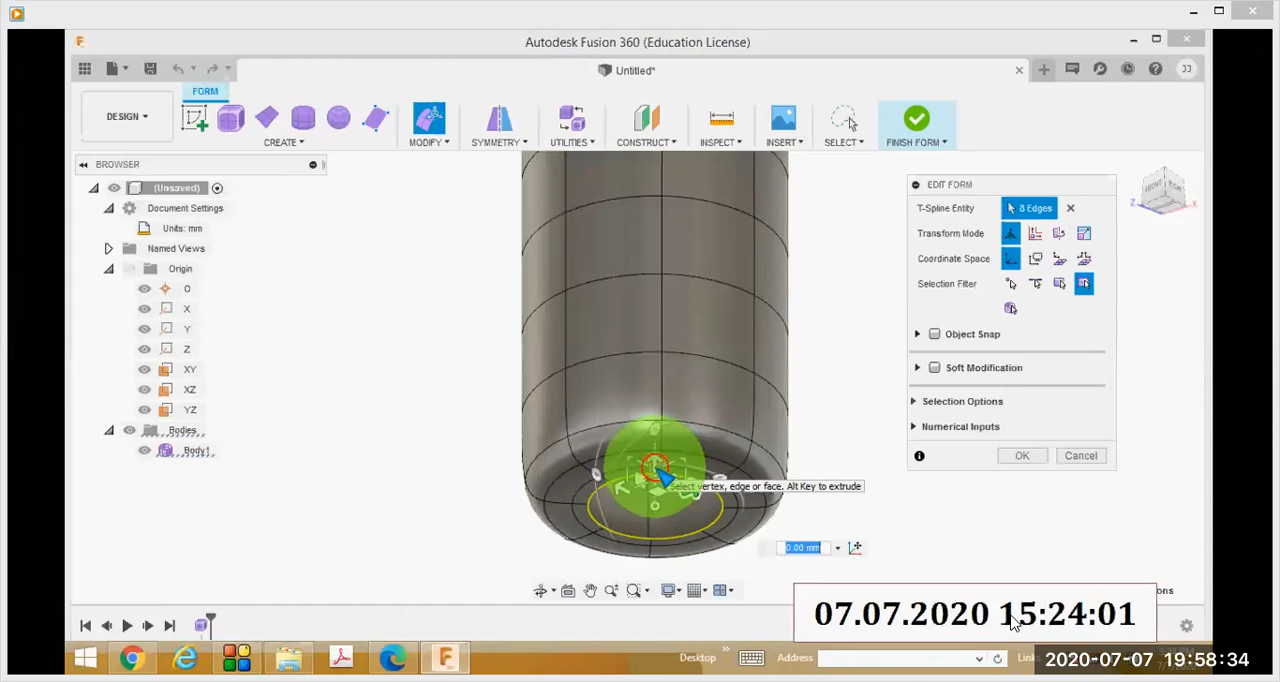 Autodesk Fusion 360 (Education License)
Untitled*
JJ
FORM
DESIGN
CREATE
MODIFY
SYMMETRY
UTILITIES
CONSTRUCT
INSPECT
INSERT
SELECT
FINISH FORM
BROWSER
(Unsaved)
Document Settings
Units: mm
Named Views
Origin
O
X
Y
Z
XY
XZ
YZ
Bodies
Body1
EDIT FORM
T-Spline Entity 8 Edges
Transform Mode
Coordinate Space
Selection Filter
Object Snap
Soft Modification
Selection Options
Numerical Inputs
OK Cancel
FRONT
Z X
Select vertex, edge or face. Alt Key to extrude
0.00 mm
07.07.2020 15:24:01
Desktop
Address
2020-07-07 19:58:34